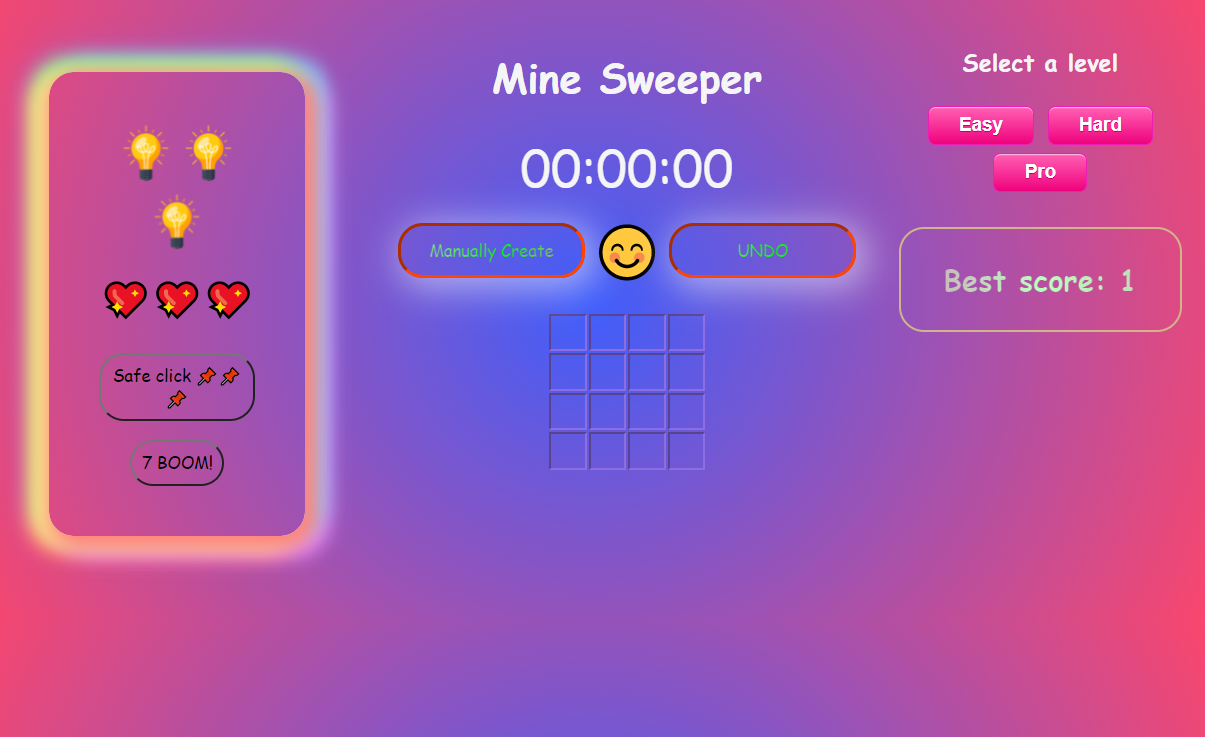 Mine Sweeper
00:00:00
Manually Create
UNDO
Safe click
7 BOOM!
Select a level
Easy
Hard
Pro
Best score: 1